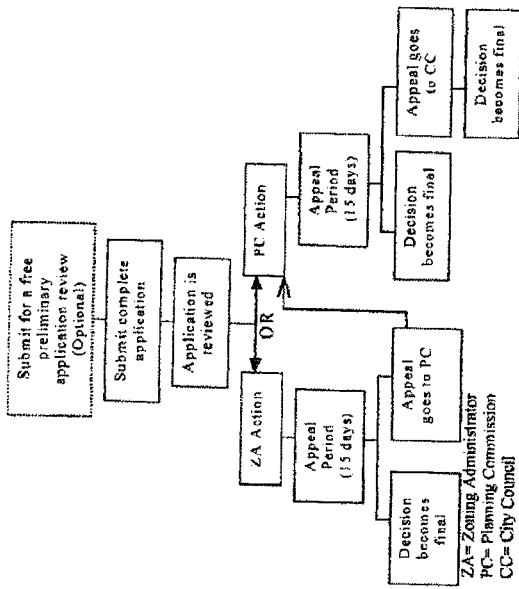 Submit for a free
preliminary
application review
(Optional)
Submit complete
application
Application is
reviewed
OR
ZA Action
PC Action
Appeal
Period
(15 days)
Appeal
Period
(15 days)
Decision
becomes
final
Appeal
goes to PC
Decision
becomes final
Appeal goes
to CC
Decision
becomes final
ZA= Zoning Administrator
PC= Planning Commission
CC= City Council